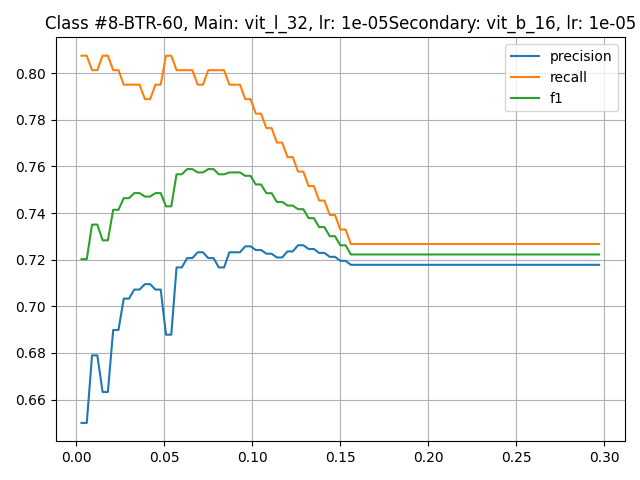 Class #8-BTR-60, Main: vit_l_32, lr: 1e-05Secondary: vit_b_16, lr: 1e-05
precision
recall
f1
0.80
0.78
0.76
0.74
0.72
0.70
0.68
0.66
0.00 0.05 0.10 0.15 0.20 0.25 0.30